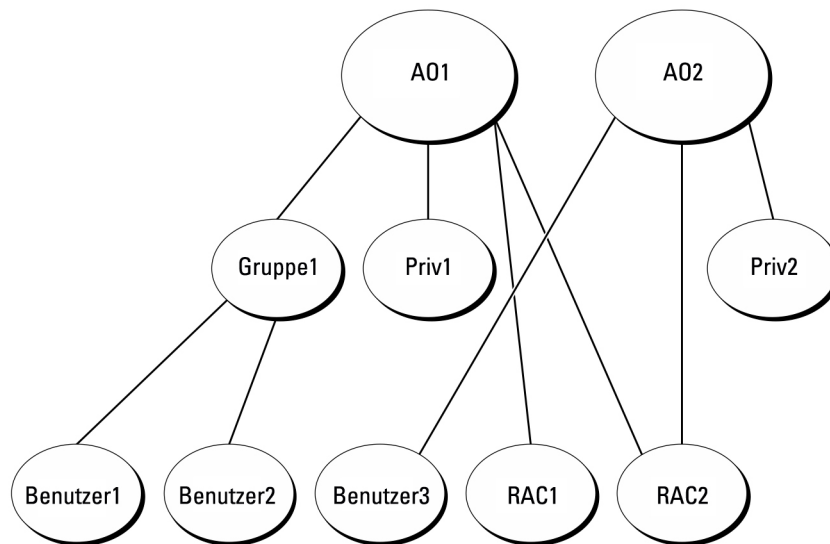 AO1
AO2
Gruppe1
Priv1
Priv2
Benutzer1
Benutzer2
Benutzer3
RAC1
RAC2